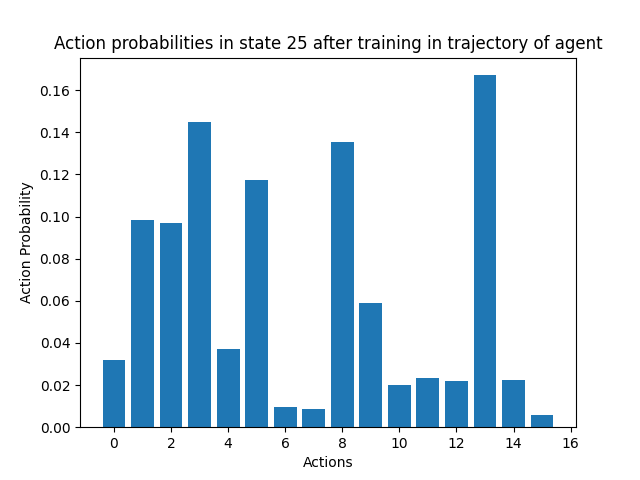 Action probabilities in state 25 after training in trajectory of agent
0.16
0.14
0.12
0.10
0.08
0.06
0.04
0.02
0.00
Action Probability
0 2 4 6 8 10 12 14 16
Actions